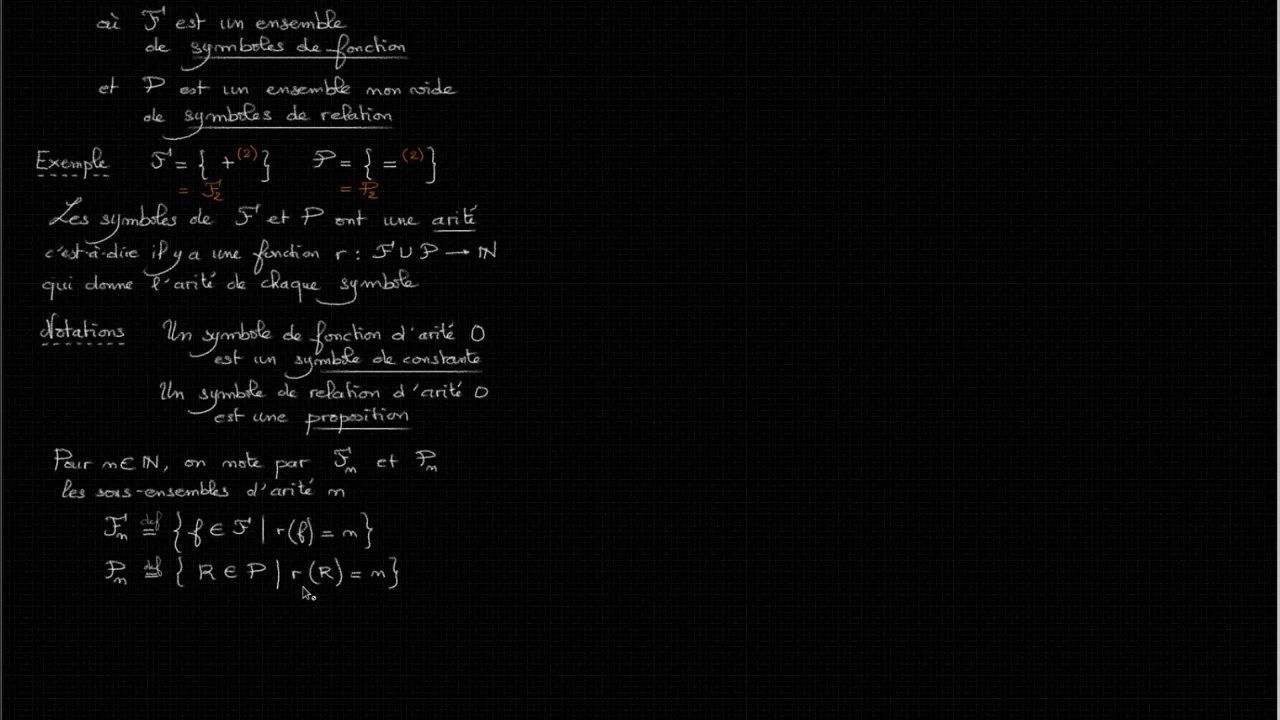 où ℱ est un ensemble
de symboles de fonction
et 𝒫 est un ensemble non vide
de symboles de relation
Exemple ℱ = { +⁽²⁾ } 𝒫 = { =⁽²⁾ }
= ℱ₂ = 𝒫₂
Les symboles de ℱ et 𝒫 ont une arité
c'est-à-dire il y a une fonction r : ℱ ∪ 𝒫 → ℕ
qui donne l'arité de chaque symbole
Notations Un symbole de fonction d'arité 0
est un symbole de constante
Un symbole de relation d'arité 0
est une proposition
Pour n ∈ ℕ, on note par ℱₙ et 𝒫ₙ
les sous-ensembles d'arité n
ℱₙ ≝ { f ∈ ℱ | r(f) = n }
𝒫ₙ ≝ { R ∈ 𝒫 | r(R) = n }